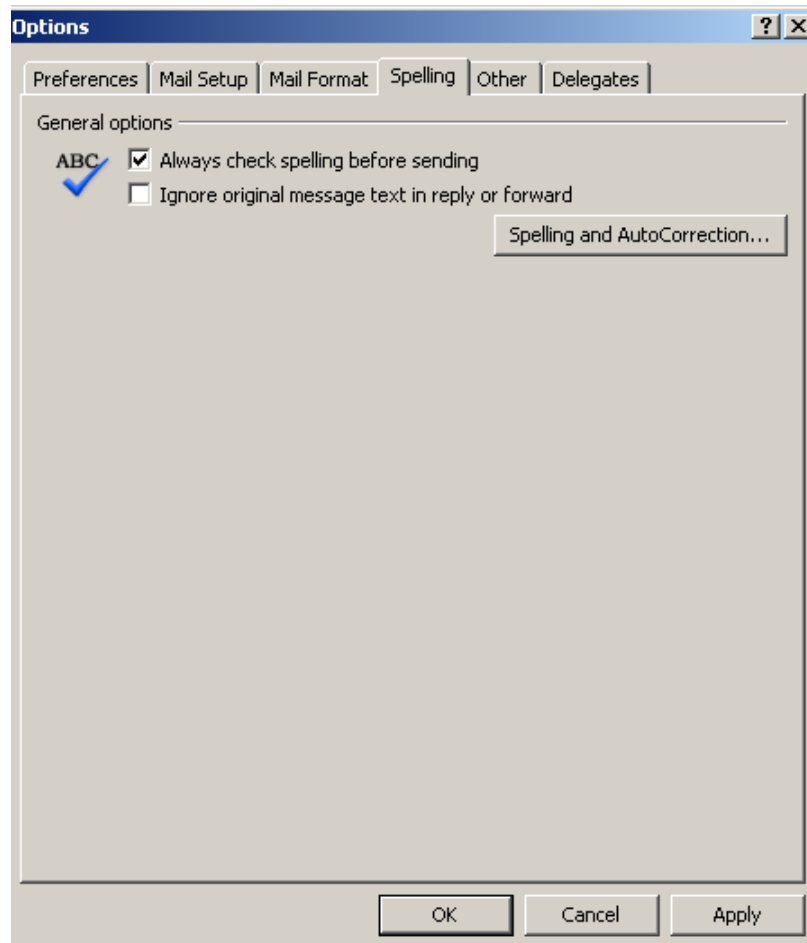 Options
Preferences Mail Setup Mail Format Spelling Other Delegates
General options
ABC
Always check spelling before sending
Ignore original message text in reply or forward
Spelling and AutoCorrection...
OK Cancel Apply